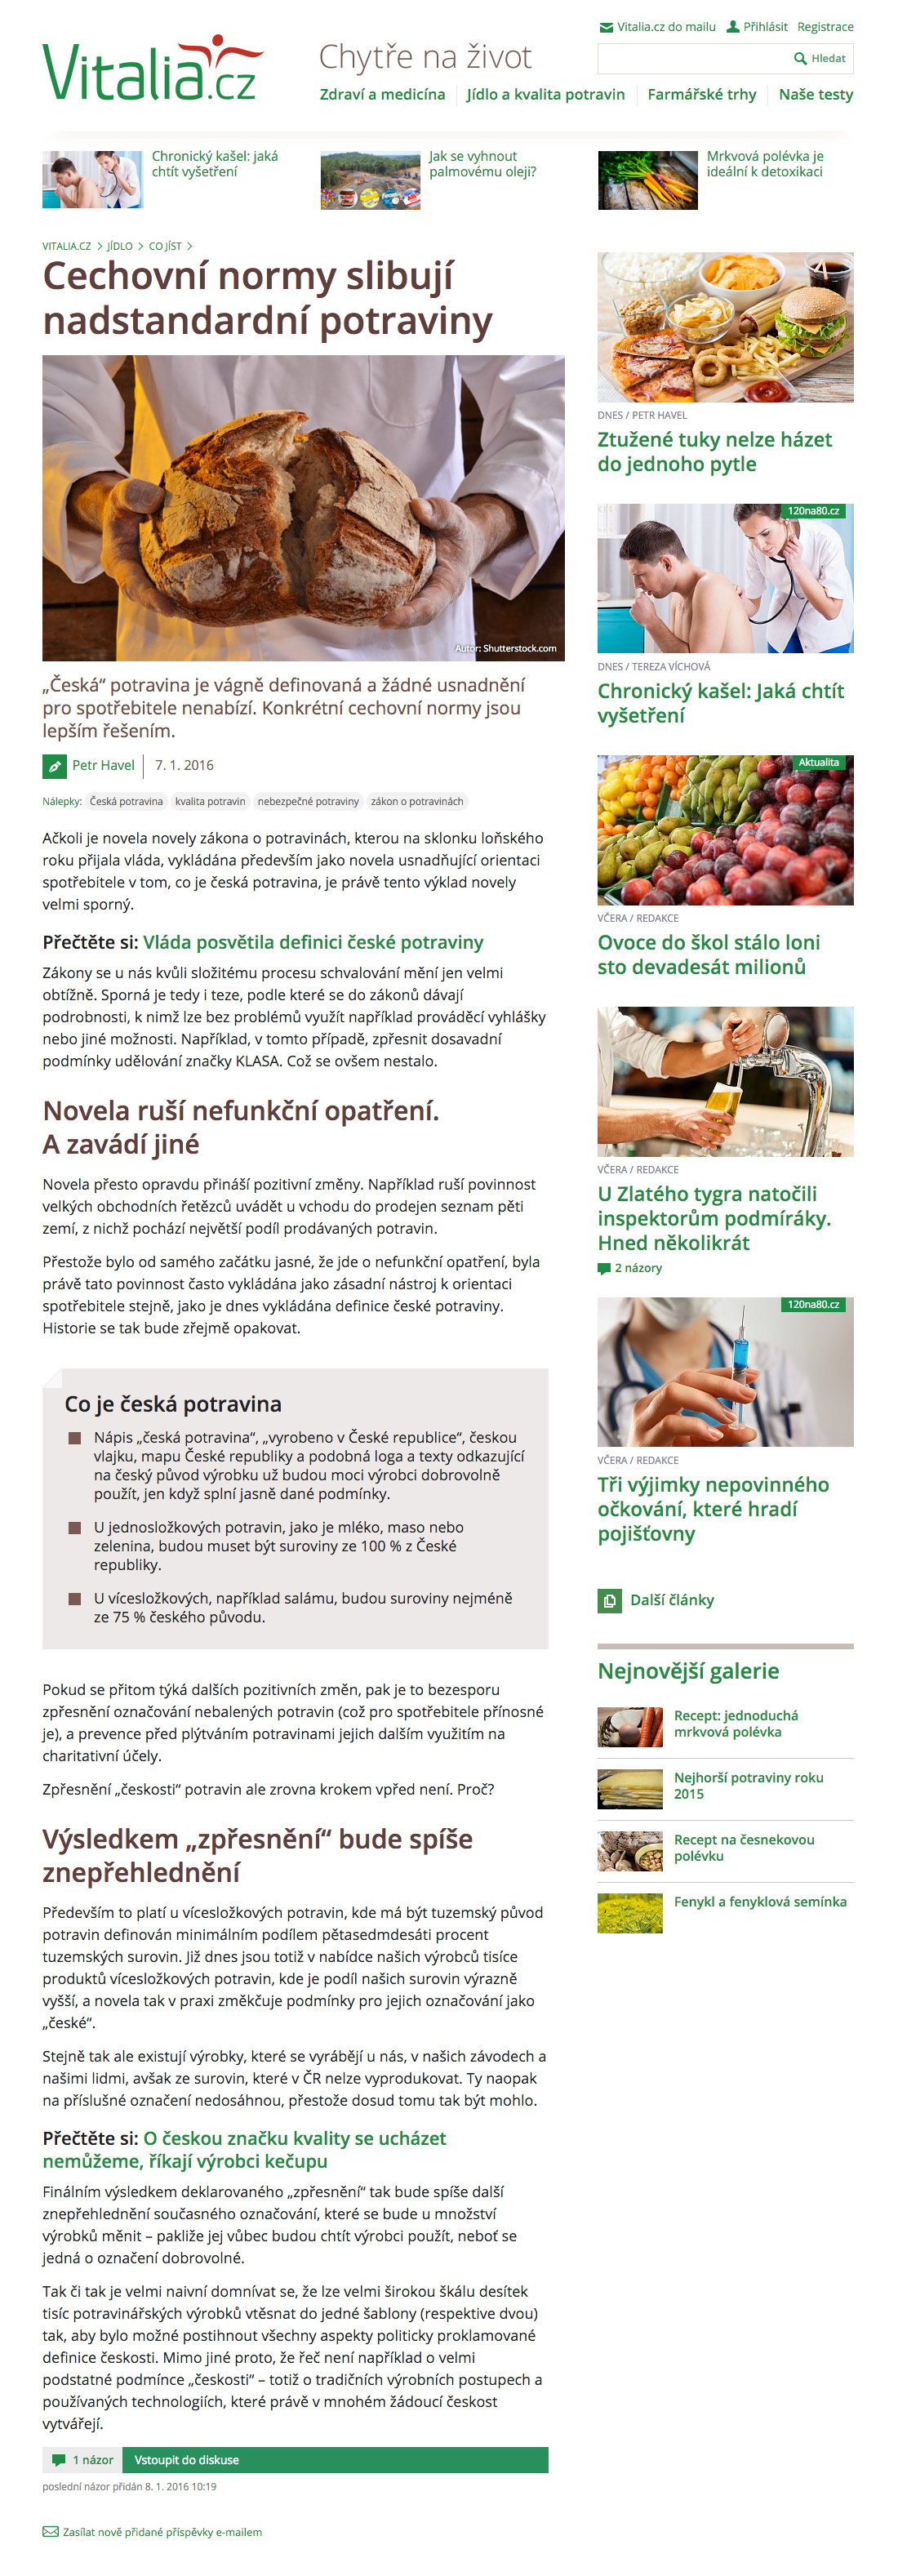 Vitalia.cz
Chytře na život
Vitalia.cz do mailu Přihlásit Registrace
Hledat
Zdraví a medicína Jídlo a kvalita potravin Farmářské trhy Naše testy
Chronický kašel: jaká
chtít vyšetření
Jak se vyhnout
palmovému oleji?
Mrkvová polévka je
ideální k detoxikaci
VITALIA.CZ > JÍDLO > CO JÍST >
Cechovní normy slibují
nadstandardní potraviny
Autor: Shutterstock.com
„Česká“ potravina je vágně definovaná a žádné usnadnění
pro spotřebitele nenabízí. Konkrétní cechovní normy jsou
lepším řešením.
Petr Havel 7. 1. 2016
Nálepky: Česká potravina kvalita potravin nebezpečné potraviny zákon o potravinách
Ačkoli je novela novely zákona o potravinách, kterou na sklonku loňského
roku přijala vláda, vykládána především jako novela usnadňující orientaci
spotřebitele v tom, co je česká potravina, je právě tento výklad novely
velmi sporný.
Přečtěte si: Vláda posvětila definici české potraviny
Zákony se u nás kvůli složitému procesu schvalování mění jen velmi
obtížně. Sporná je tedy i teze, podle které se do zákonů dávají
podrobnosti, k nimž lze bez problémů využít například prováděcí vyhlášky
nebo jiné možnosti. Například, v tomto případě, zpřesnit dosavadní
podmínky udělování značky KLASA. Což se ovšem nestalo.
Novela ruší nefunkční opatření.
A zavádí jiné
Novela přesto opravdu přináší pozitivní změny. Například ruší povinnost
velkých obchodních řetězců uvádět u vchodu do prodejen seznam pěti
zemí, z nichž pochází největší podíl prodávaných potravin.
Přestože bylo od samého začátku jasné, že jde o nefunkční opatření, byla
právě tato povinnost často vykládána jako zásadní nástroj k orientaci
spotřebitele stejně, jako je dnes vykládána definice české potraviny.
Historie se tak bude zřejmě opakovat.
Co je česká potravina
Nápis „česká potravina“, „vyrobeno v České republice“, českou
vlajku, mapu České republiky a podobná loga a texty odkazující
na český původ výrobku už budou moci výrobci dobrovolně
použít, jen když splní jasně dané podmínky.
U jednosložkových potravin, jako je mléko, maso nebo
zelenina, budou muset být suroviny ze 100 % z České
republiky.
U vícesložkových, například salámu, budou suroviny nejméně
ze 75 % českého původu.
Pokud se přitom týká dalších pozitivních změn, pak je to bezesporu
zpřesnění označování nebalených potravin (což pro spotřebitele přínosné
je), a prevence před plýtváním potravinami jejich dalším využitím na
charitativní účely.
Zpřesnění „českosti“ potravin ale zrovna krokem vpřed není. Proč?
Výsledkem „zpřesnění“ bude spíše
znepřehlednění
Především to platí u vícesložkových potravin, kde má být tuzemský původ
potravin definován minimálním podílem pětasedmdesáti procent
tuzemských surovin. Již dnes jsou totiž v nabídce našich výrobců tisíce
produktů vícesložkových potravin, kde je podíl našich surovin výrazně
vyšší, a novela tak v praxi změkčuje podmínky pro jejich označování jako
„české“.
Stejně tak ale existují výrobky, které se vyrábějí u nás, v našich závodech a
našimi lidmi, avšak ze surovin, které v ČR nelze vyprodukovat. Ty naopak
na příslušné označení nedosáhnou, přestože dosud tomu tak být mohlo.
Přečtěte si: O českou značku kvality se ucházet
nemůžeme, říkají výrobci kečupu
Finálním výsledkem deklarovaného „zpřesnění“ tak bude spíše další
znepřehlednění současného označování, které se bude u množství
výrobků měnit – pakliže jej vůbec budou chtít výrobci použít, neboť se
jedná o označení dobrovolné.
Tak či tak je velmi naivní domnívat se, že lze velmi širokou škálu desítek
tisíc potravinářských výrobků vtěsnat do jedné šablony (respektive dvou)
tak, aby bylo možné postihnout všechny aspekty politicky proklamované
definice českosti. Mimo jiné proto, že řeč není například o velmi
podstatné podmínce „českosti“ – totiž o tradičních výrobních postupech a
používaných technologiích, které právě v mnohém žádoucí českost
vytvářejí.
1 názor Vstoupit do diskuse
poslední názor přidán 8. 1. 2016 10:19
Zasílat nově přidané příspěvky e-mailem
DNES / PETR HAVEL
Ztužené tuky nelze házet
do jednoho pytle
120na80.cz
DNES / TEREZA VÍCHOVÁ
Chronický kašel: Jaká chtít
vyšetření
Aktualita
VČERA / REDAKCE
Ovoce do škol stálo loni
sto devadesát milionů
VČERA / REDAKCE
U Zlatého tygra natočili
inspektorům podmíráky.
Hned několikrát
2 názory
120na80.cz
VČERA / REDAKCE
Tři výjimky nepovinného
očkování, které hradí
pojišťovny
Další články
Nejnovější galerie
Recept: jednoduchá
mrkvová polévka
Nejhorší potraviny roku
2015
Recept na česnekovou
polévku
Fenykl a fenyklová semínka